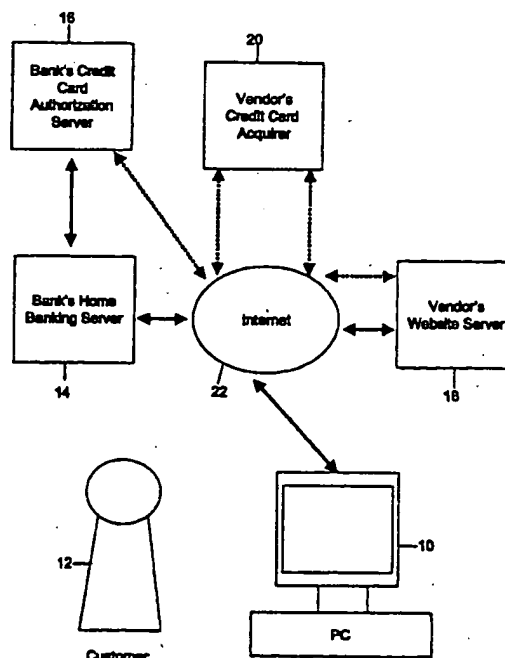 16
20
Bank's Credit
Card
Authorization
Server
Vendor's
Credit Card
Acquirer
Bank's Home
Banking Server
Internet
Vendor's
Website Server
14
22
18
12
10
PC
Customer